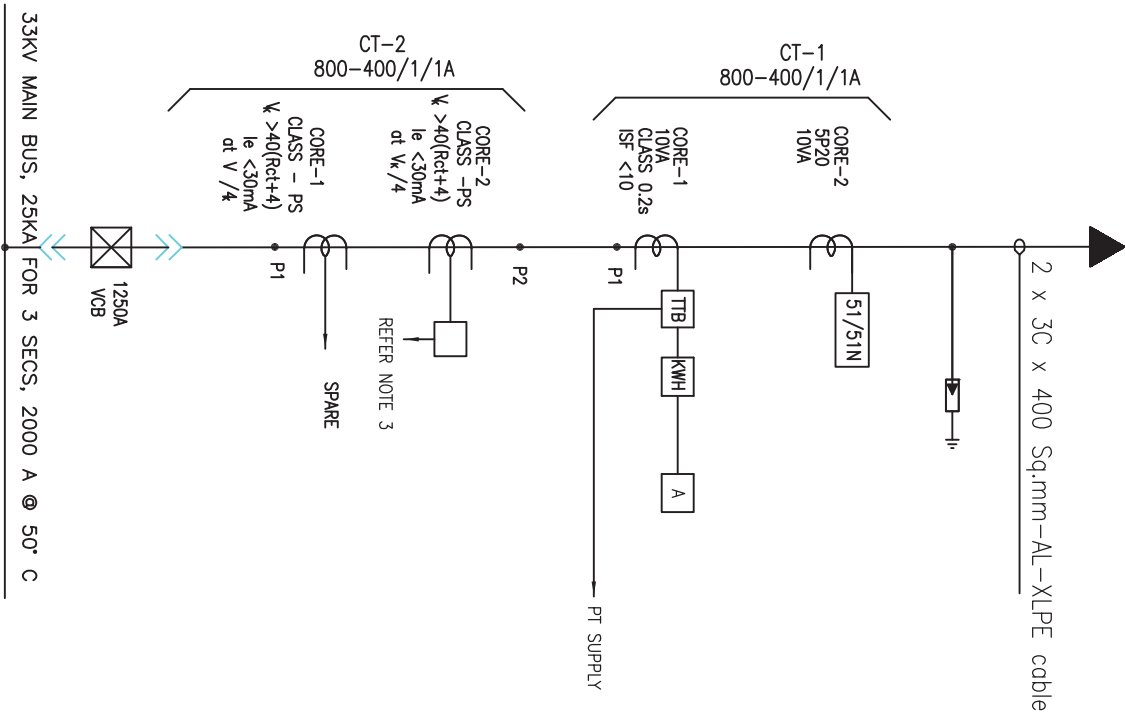 CT-2
800-400/1/1A
CT-1
800-400/1/1A
CORE-1
CLASS - PS
Vk >40(Rct+4)
Ie <30mA
at V /4
CORE-2
CLASS -PS
Vk >40(Rct+4)
Ie <30mA
at Vk/4
CORE-1
10VA
CLASS 0.2s
ISF <10
CORE-2
5P20
10VA
P1
P2
P1
1250A
VCB
SPARE
REFER NOTE 3
TTB
KWH
A
51/51N
PT SUPPLY
2 x 3C x 400 Sq.mm-AL-XLPE cable
33KV MAIN BUS, 25KA FOR 3 SECS, 2000 A @ 50° C